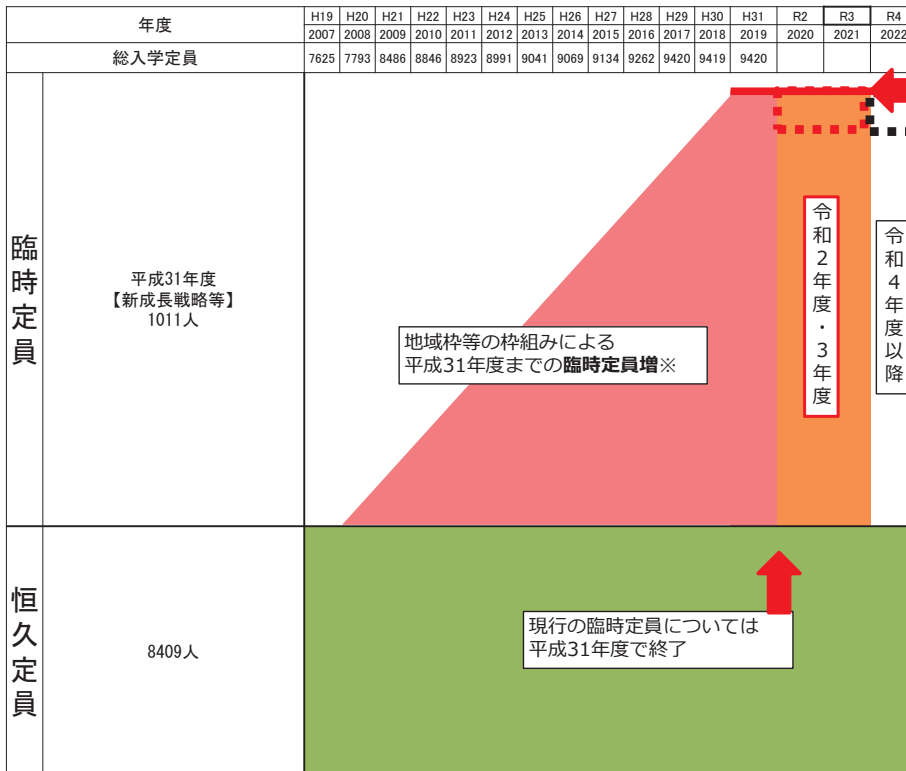 年度
H19 H20 H21 H22 H23 H24 H25 H26 H27 H28 H29 H30 H31 R2 R3 R4
2007 2008 2009 2010 2011 2012 2013 2014 2015 2016 2017 2018 2019 2020 2021 2022
総入学定員 7625 7793 8486 8846 8923 8991 9041 9069 9134 9262 9420 9419 9420
臨時定員
平成31年度
【新成長戦略等】
1011人
地域枠等の枠組みによる
平成31年度までの臨時定員増※
令和2年度・3年度
令和4年度以降
恒久定員
8409人
現行の臨時定員については
平成31年度で終了